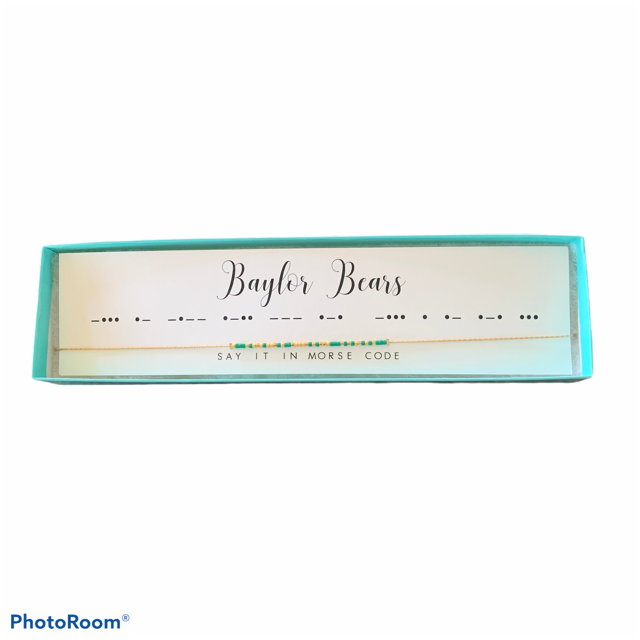 Baylor Bears
–••• •– –•–– •–•• ––– •–• –••• • •– •–• •••
SAY IT IN MORSE CODE
PhotoRoom®